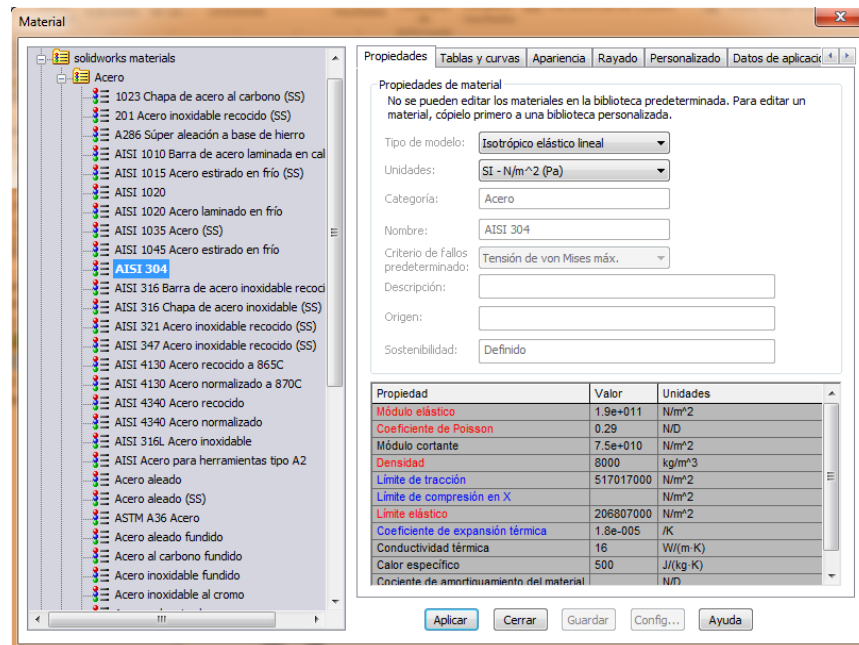 Material
solidworks materials
Acero
1023 Chapa de acero al carbono (SS)
201 Acero inoxidable recocido (SS)
A286 Súper aleación a base de hierro
AISI 1010 Barra de acero laminada en cal
AISI 1015 Acero estirado en frío (SS)
AISI 1020
AISI 1020 Acero laminado en frío
AISI 1035 Acero (SS)
AISI 1045 Acero estirado en frío
AISI 304
AISI 316 Barra de acero inoxidable recoci
AISI 316 Chapa de acero inoxidable (SS)
AISI 321 Acero inoxidable recocido (SS)
AISI 347 Acero inoxidable recocido (SS)
AISI 4130 Acero recocido a 865C
AISI 4130 Acero normalizado a 870C
AISI 4340 Acero recocido
AISI 4340 Acero normalizado
AISI 316L Acero inoxidable
AISI Acero para herramientas tipo A2
Acero aleado
Acero aleado (SS)
ASTM A36 Acero
Acero aleado fundido
Acero al carbono fundido
Acero inoxidable fundido
Acero inoxidable al cromo
Propiedades Tablas y curvas Apariencia Rayado Personalizado Datos de aplicacic
Propiedades de material
No se pueden editar los materiales en la biblioteca predeterminada. Para editar un
material, cópielo primero a una biblioteca personalizada.
Tipo de modelo: Isotrópico elástico lineal
Unidades: SI - N/m^2 (Pa)
Categoría: Acero
Nombre: AISI 304
Criterio de fallos
predeterminado: Tensión de von Mises máx.
Descripción:
Origen:
Sostenibilidad: Definido
Propiedad Valor Unidades
Módulo elástico 1.9e+011 N/m^2
Coeficiente de Poisson 0.29 N/D
Módulo cortante 7.5e+010 N/m^2
Densidad 8000 kg/m^3
Límite de tracción 517017000 N/m^2
Límite de compresión en X N/m^2
Límite elástico 206807000 N/m^2
Coeficiente de expansión térmica 1.8e-005 /K
Conductividad térmica 16 W/(m·K)
Calor específico 500 J/(kg·K)
Cociente de amortiguamiento del material N/D
Aplicar Cerrar Guardar Config... Ayuda